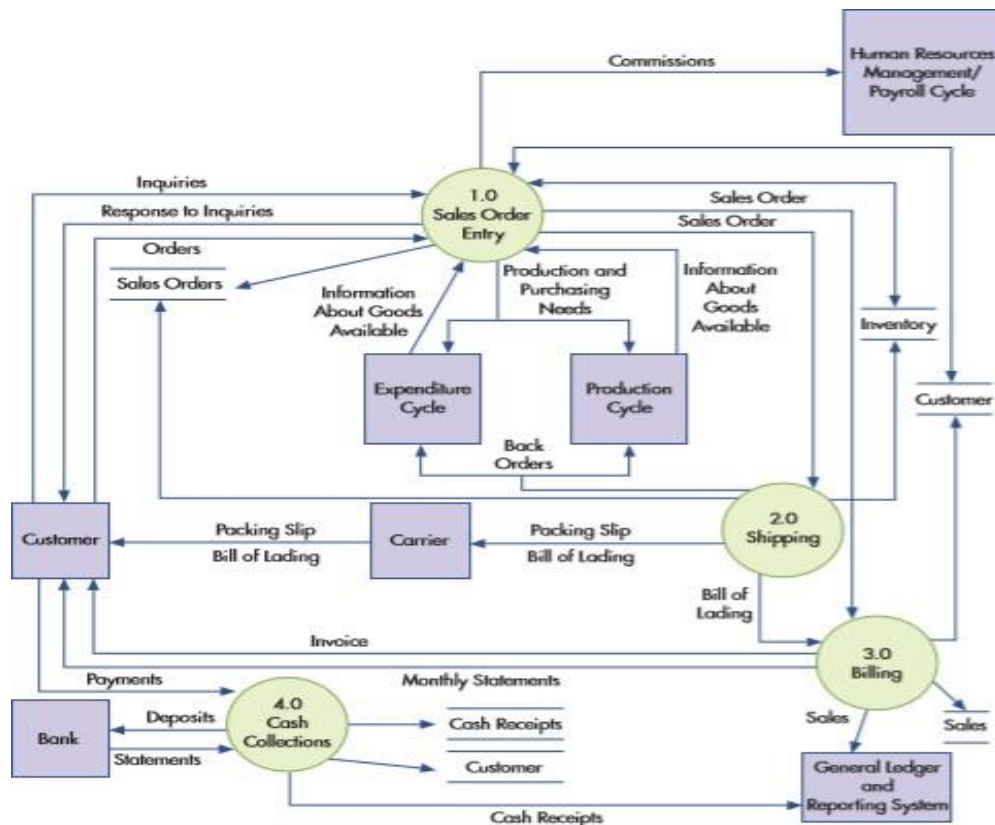 Human Resources
Management/
Payroll Cycle
Commissions
Inquiries
1.0
Sales Order
Entry
Sales Order
Response to Inquiries
Sales Order
Orders
Sales Orders
Information
About Goods
Available
Production and
Purchasing
Needs
Information
About
Goods
Available
Inventory
Expenditure
Cycle
Production
Cycle
Customer
Back
Orders
2.0
Shipping
Customer
Packing Slip
Bill of Lading
Carrier
Packing Slip
Bill of Lading
Bill of
Lading
Invoice
3.0
Billing
Payments
Monthly Statements
4.0
Cash
Collections
Deposits
Bank
Statements
Cash Receipts
Customer
Sales
Sales
General Ledger
and
Reporting System
Cash Receipts